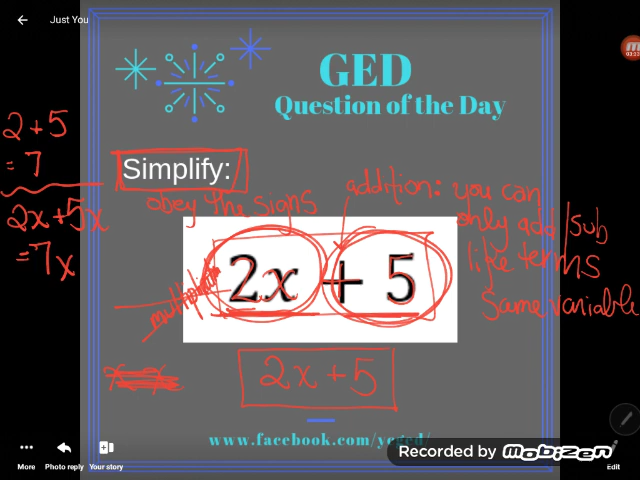 Just You
GED
Question of the Day
2 + 5
= 7
2x + 5x
= 7x
Simplify:
obey the signs
addition: you can
only add/sub
like terms
same variable
2x + 5
2x + 5
www.facebook.com/ycged/
Recorded by
MOBIZEN
More
Photo reply
Your story
Edit